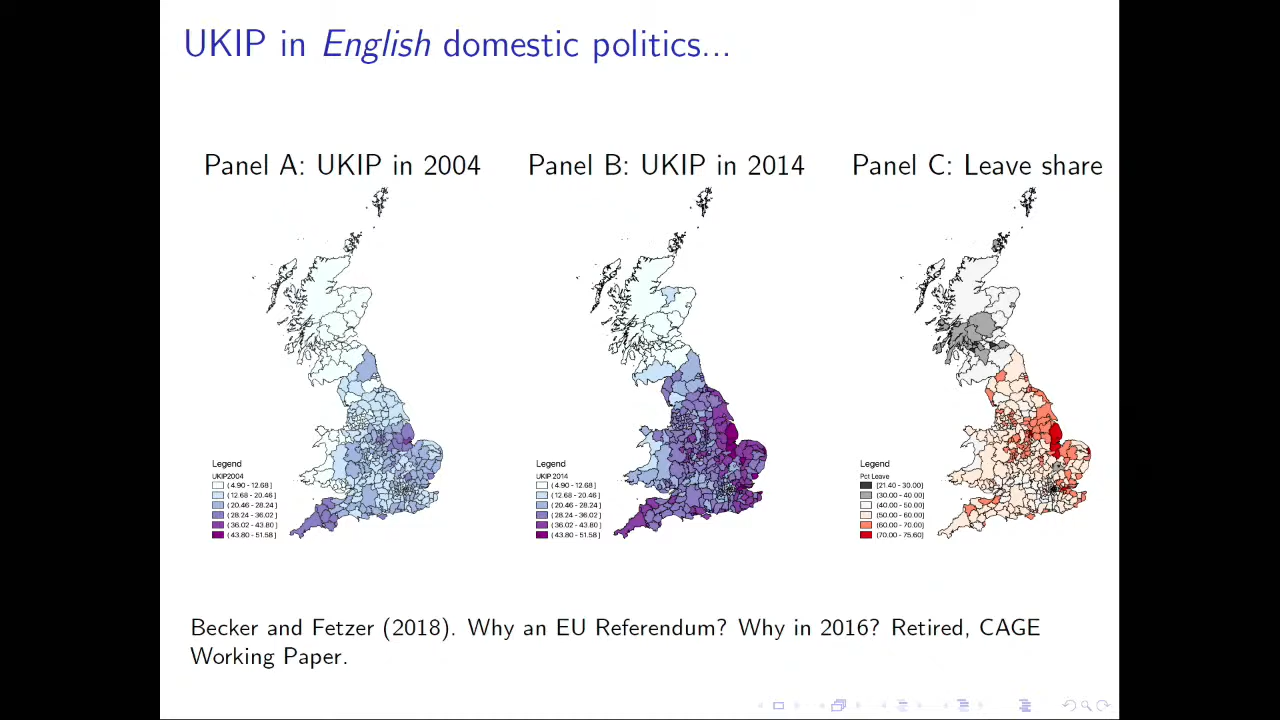 UKIP in English domestic politics...
Panel A: UKIP in 2004
Panel B: UKIP in 2014
Panel C: Leave share
Legend
UKIP2004
( 4.90 - 12.68 ]
( 12.68 - 20.46 ]
( 20.46 - 28.24 ]
( 28.24 - 36.02 ]
( 36.02 - 43.80 ]
( 43.80 - 51.58 ]
Legend
UKIP 2014
( 4.90 - 12.68 ]
( 12.68 - 20.46 ]
( 20.46 - 28.24 ]
( 28.24 - 36.02 ]
( 36.02 - 43.80 ]
( 43.80 - 51.58 ]
Legend
Pct Leave
[21.40 - 30.00]
(30.00 - 40.00]
(40.00 - 50.00]
(50.00 - 60.00]
(60.00 - 70.00]
(70.00 - 75.60]
Becker and Fetzer (2018). Why an EU Referendum? Why in 2016? Retired, CAGE
Working Paper.